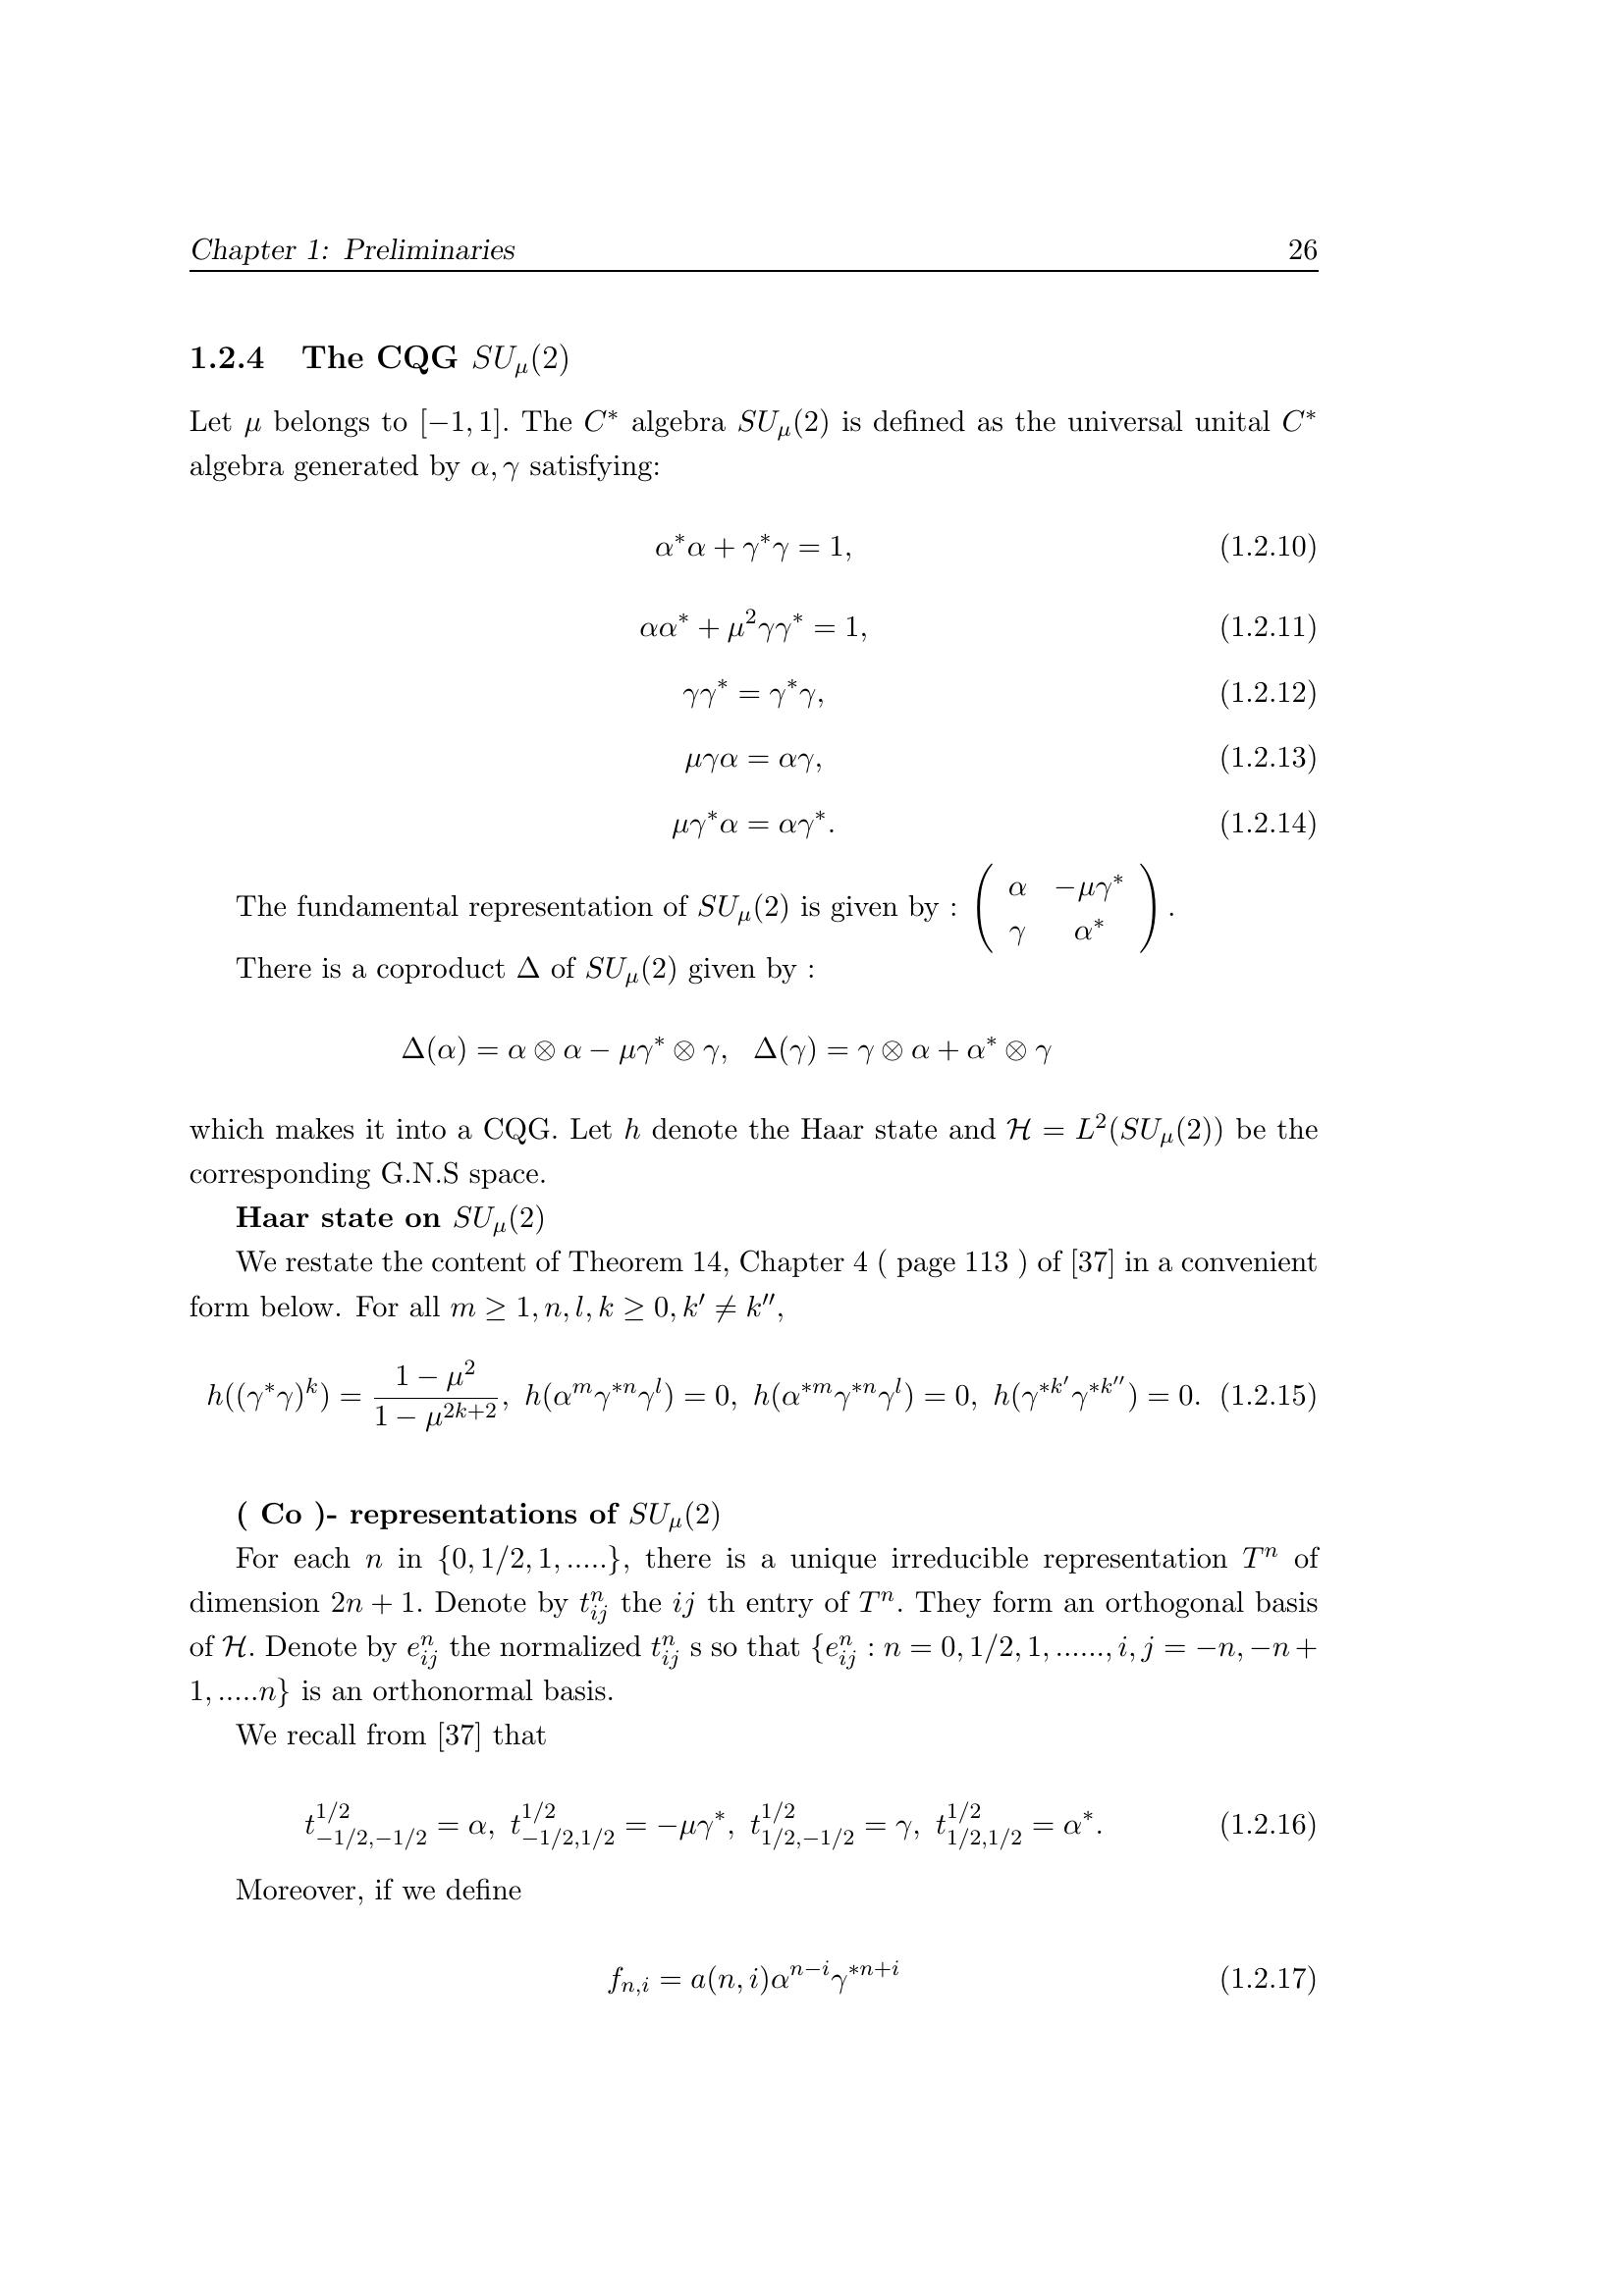 Chapter 1: Preliminaries 26
1.2.4 The CQG $SU_\mu(2)$
Let $\mu$ belongs to $[-1, 1]$. The $C^*$ algebra $SU_\mu(2)$ is defined as the universal unital $C^*$
algebra generated by $\alpha, \gamma$ satisfying:
$\alpha^*\alpha + \gamma^*\gamma = 1,$ (1.2.10)
$\alpha\alpha^* + \mu^2\gamma\gamma^* = 1,$ (1.2.11)
$\gamma\gamma^* = \gamma^*\gamma,$ (1.2.12)
$\mu\gamma\alpha = \alpha\gamma,$ (1.2.13)
$\mu\gamma^*\alpha = \alpha\gamma^*.$ (1.2.14)
The fundamental representation of $SU_\mu(2)$ is given by : $\left( \begin{array}{cc} \alpha & -\mu\gamma^* \\ \gamma & \alpha^* \end{array} \right)$.
There is a coproduct $\Delta$ of $SU_\mu(2)$ given by :
$\Delta(\alpha) = \alpha \otimes \alpha - \mu\gamma^* \otimes \gamma, \ \Delta(\gamma) = \gamma \otimes \alpha + \alpha^* \otimes \gamma$
which makes it into a CQG. Let $h$ denote the Haar state and $\mathcal{H} = L^2(SU_\mu(2))$ be the
corresponding G.N.S space.
Haar state on $SU_\mu(2)$
We restate the content of Theorem 14, Chapter 4 ( page 113 ) of [37] in a convenient
form below. For all $m \geq 1, n, l, k \geq 0, k' \neq k'',$
$h((\gamma^*\gamma)^k) = \frac{1 - \mu^2}{1 - \mu^{2k+2}}, \ h(\alpha^m\gamma^{*n}\gamma^l) = 0, \ h(\alpha^{*m}\gamma^{*n}\gamma^l) = 0, \ h(\gamma^{*k'}\gamma^{*k''}) = 0.$ (1.2.15)
( Co )- representations of $SU_\mu(2)$
For each $n$ in $\{0, 1/2, 1, .....\}$, there is a unique irreducible representation $T^n$ of
dimension $2n + 1$. Denote by $t^n_{ij}$ the $ij$ th entry of $T^n$. They form an orthogonal basis
of $\mathcal{H}$. Denote by $e^n_{ij}$ the normalized $t^n_{ij}$ s so that $\{e^n_{ij} : n = 0, 1/2, 1, ......, i, j = -n, -n +$
$1, .....n\}$ is an orthonormal basis.
We recall from [37] that
$t^{1/2}_{-1/2,-1/2} = \alpha, \ t^{1/2}_{-1/2,1/2} = -\mu\gamma^*, \ t^{1/2}_{1/2,-1/2} = \gamma, \ t^{1/2}_{1/2,1/2} = \alpha^*.$ (1.2.16)
Moreover, if we define
$f_{n,i} = a(n, i)\alpha^{n-i}\gamma^{*n+i}$ (1.2.17)